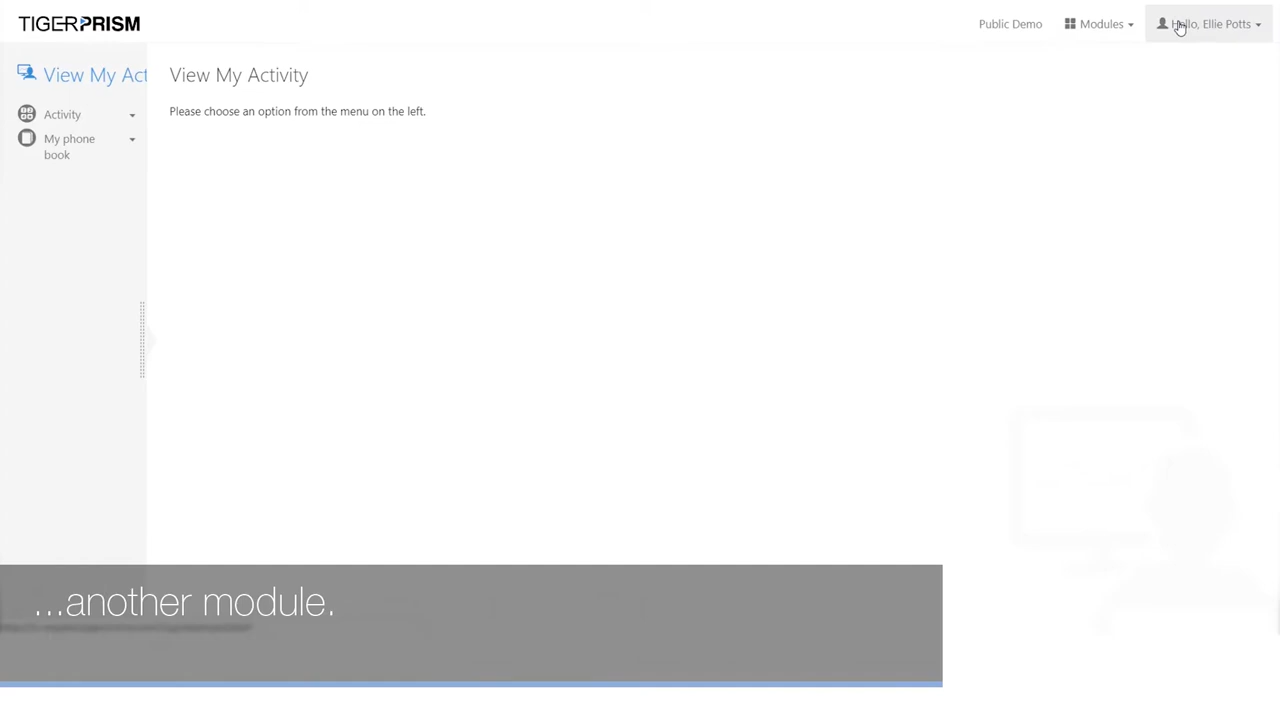 TIGERPRISM
Public Demo
Modules
Hello, Ellie Potts
View My Act
Activity
My phone
book
View My Activity
Please choose an option from the menu on the left.
...another module.